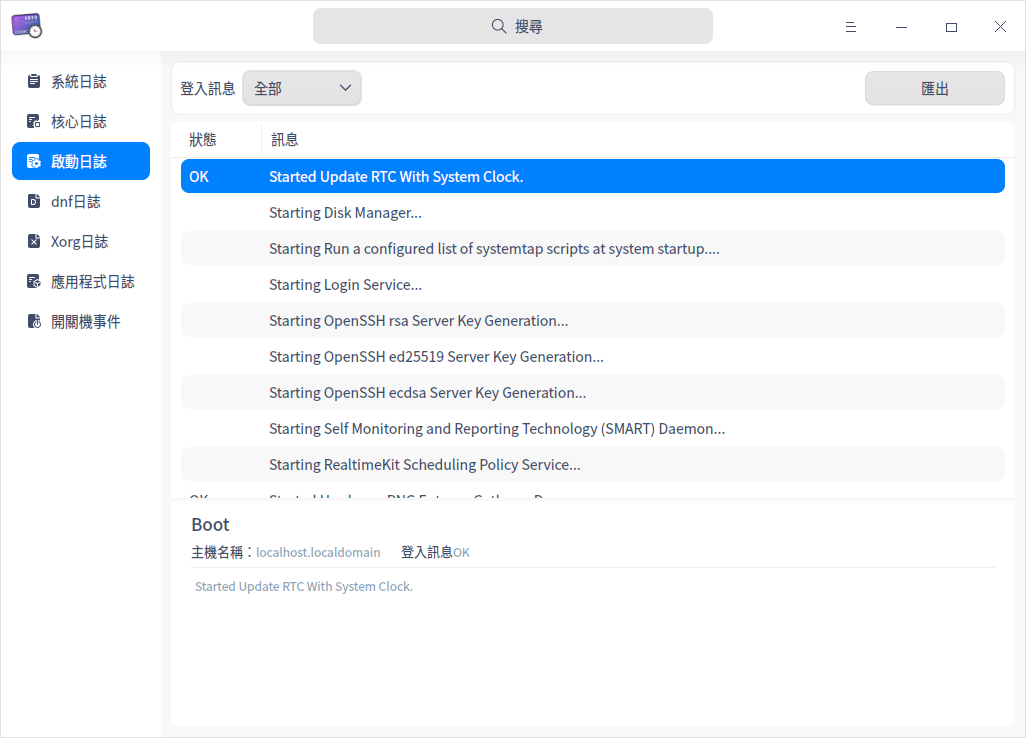 搜尋
系統日誌
核心日誌
啟動日誌
dnf日誌
Xorg日誌
應用程式日誌
開關機事件
登入訊息 全部 匯出
狀態 訊息
OK Started Update RTC With System Clock.
Starting Disk Manager...
Starting Run a configured list of systemtap scripts at system startup....
Starting Login Service...
Starting OpenSSH rsa Server Key Generation...
Starting OpenSSH ed25519 Server Key Generation...
Starting OpenSSH ecdsa Server Key Generation...
Starting Self Monitoring and Reporting Technology (SMART) Daemon...
Starting RealtimeKit Scheduling Policy Service...
Boot
主機名稱：localhost.localdomain 登入訊息OK
Started Update RTC With System Clock.